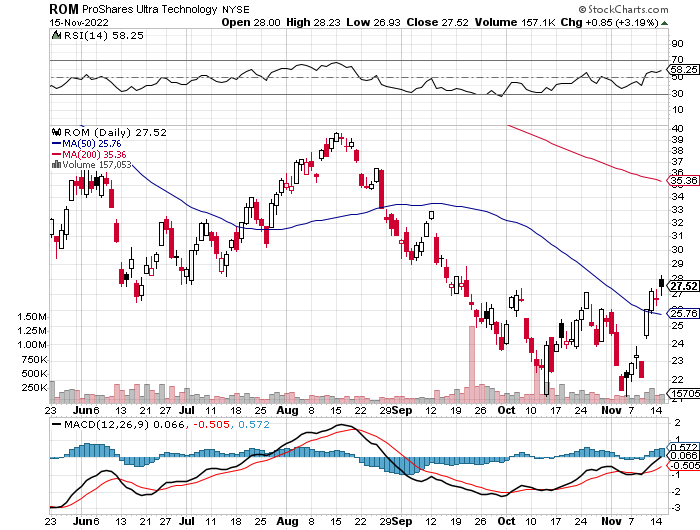 ROM ProShares Ultra Technology NYSE
© StockCharts.com
15-Nov-2022
Open 28.00 High 28.23 Low 26.93 Close 27.52 Volume 157.1K Chg +0.85 (+3.19%)
RSI(14) 58.25
90
70
58.25
50
30
10
ROM (Daily) 27.52
MA(50) 25.76
MA(200) 35.36
Volume 157,053
40
39
38
37
36
35.36
34
33
32
31
30
29
28
27.52
27
25.76
25
24
23
22
21
15705
1.50M
1.25M
1.00M
750K
500K
250K
23 Jun 6 13 21 27 Jul 11 18 25 Aug 8 15 22 Sep 12 19 26 Oct 10 17 24 Nov 7 14
MACD(12,26,9) 0.066, -0.505, 0.572
2
1
0.572
0.066
-0.505
-1
-2
-3
23 Jun 6 13 21 27 Jul 11 18 25 Aug 8 15 22 Sep 12 19 26 Oct 10 17 24 Nov 7 14